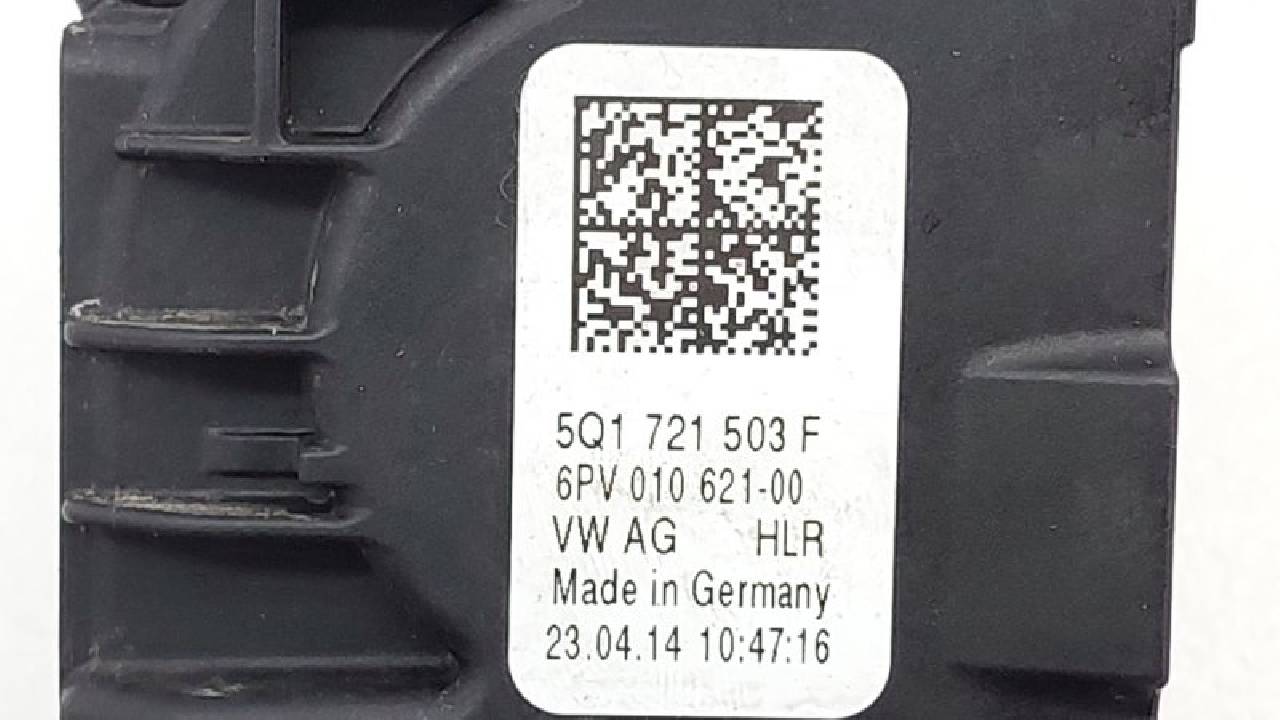 5Q1 721 503 F
6PV 010 621-00
VW AG HLR
Made in Germany
23.04.14 10:47:16